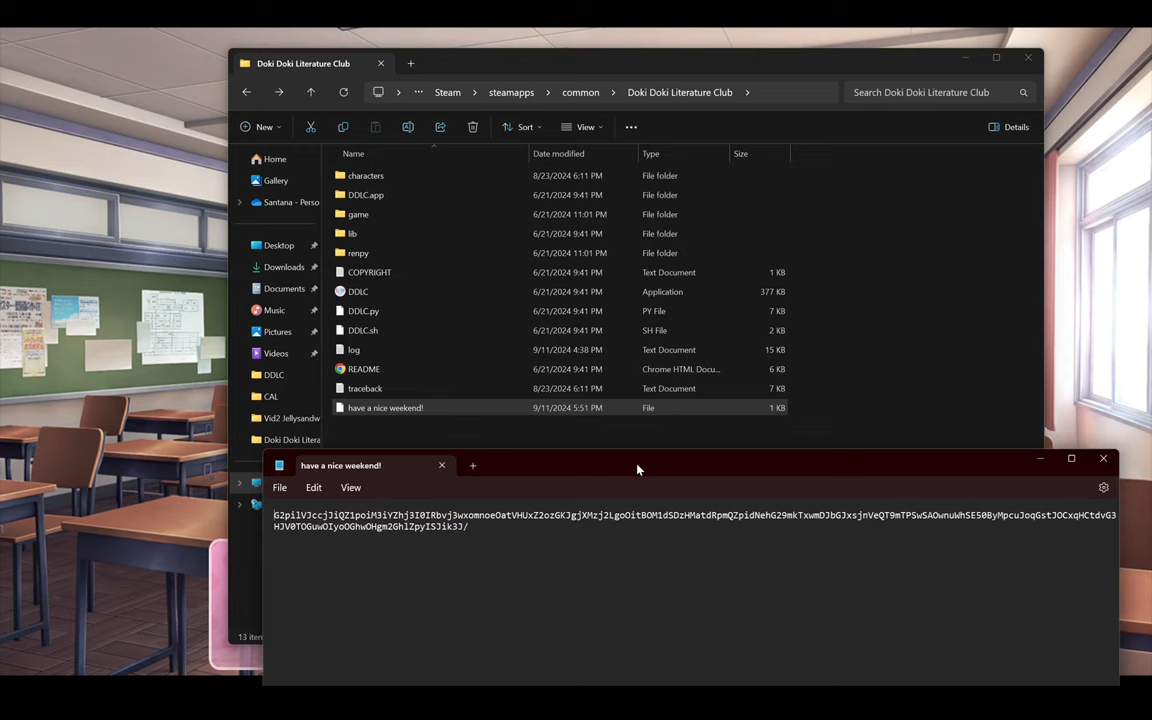 Doki Doki Literature Club
Steam
steamapps
common
Doki Doki Literature Club
Search Doki Doki Literature Club
New
Sort
View
Details
Name
Date modified
Type
Size
Home
Gallery
Santana - Perso
Desktop
Downloads
Documents
Music
Pictures
Videos
DDLC
CAL
Vid2 Jellysandw
Doki Doki Litera
characters 8/23/2024 6:11 PM File folder
DDLC.app 6/21/2024 9:41 PM File folder
game 6/21/2024 11:01 PM File folder
lib 6/21/2024 9:41 PM File folder
renpy 6/21/2024 11:01 PM File folder
COPYRIGHT 6/21/2024 9:41 PM Text Document 1 KB
DDLC 6/21/2024 9:41 PM Application 377 KB
DDLC.py 6/21/2024 9:41 PM PY File 7 KB
DDLC.sh 6/21/2024 9:41 PM SH File 2 KB
log 9/11/2024 4:38 PM Text Document 15 KB
README 6/21/2024 9:41 PM Chrome HTML Docu... 6 KB
traceback 8/23/2024 6:11 PM Text Document 7 KB
have a nice weekend! 9/11/2024 5:51 PM File 1 KB
13 iten
have a nice weekend!
File
Edit
View